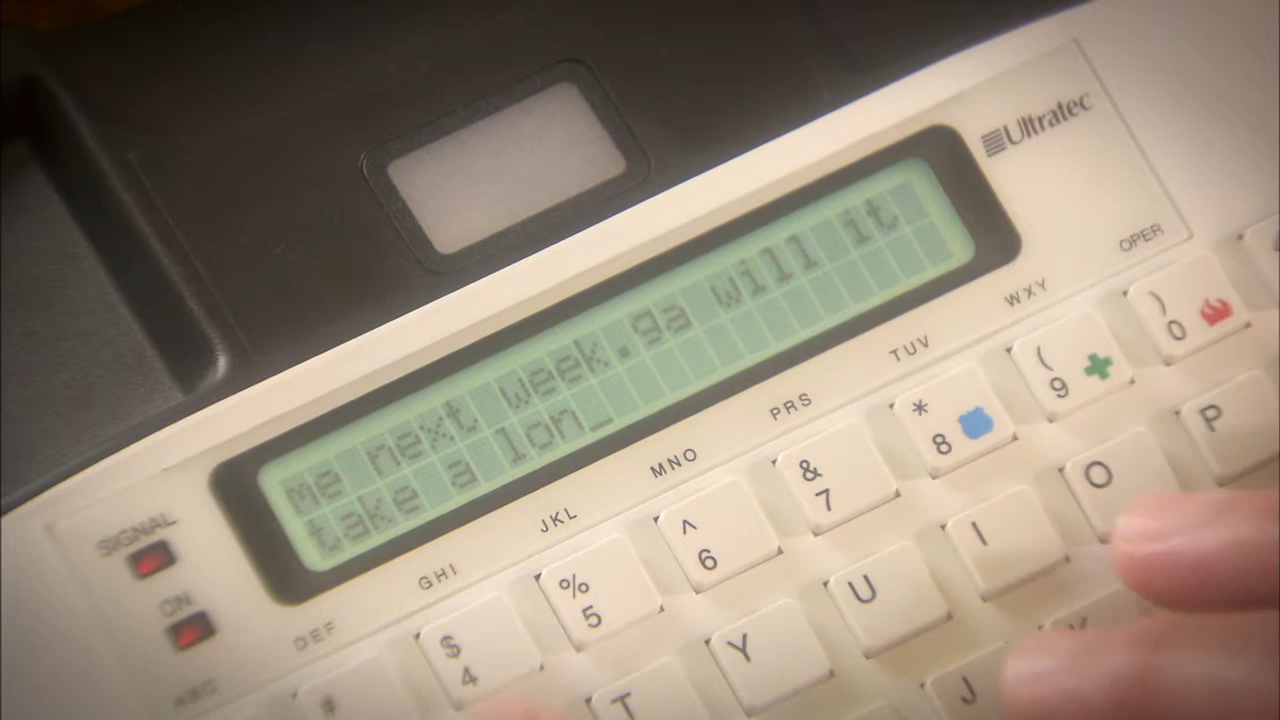 Ultratec
me next week.ga will it
take a lon_
SIGNAL
ON
ABC
DEF
GHI
JKL
MNO
PRS
TUV
WXY
OPER
#
$ 4
% 5
^ 6
& 7
* 8
( 9
) 0
T
Y
U
I
O
P
J
K